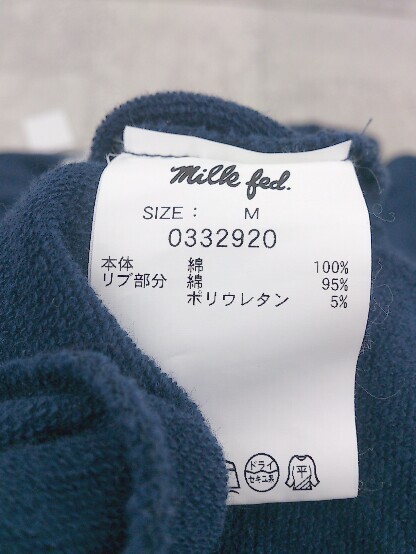 Milk fed.
SIZE : M
0332920
本体 綿 100%
リブ部分 綿 95%
ポリウレタン 5%
ドライ
セキユ系
平